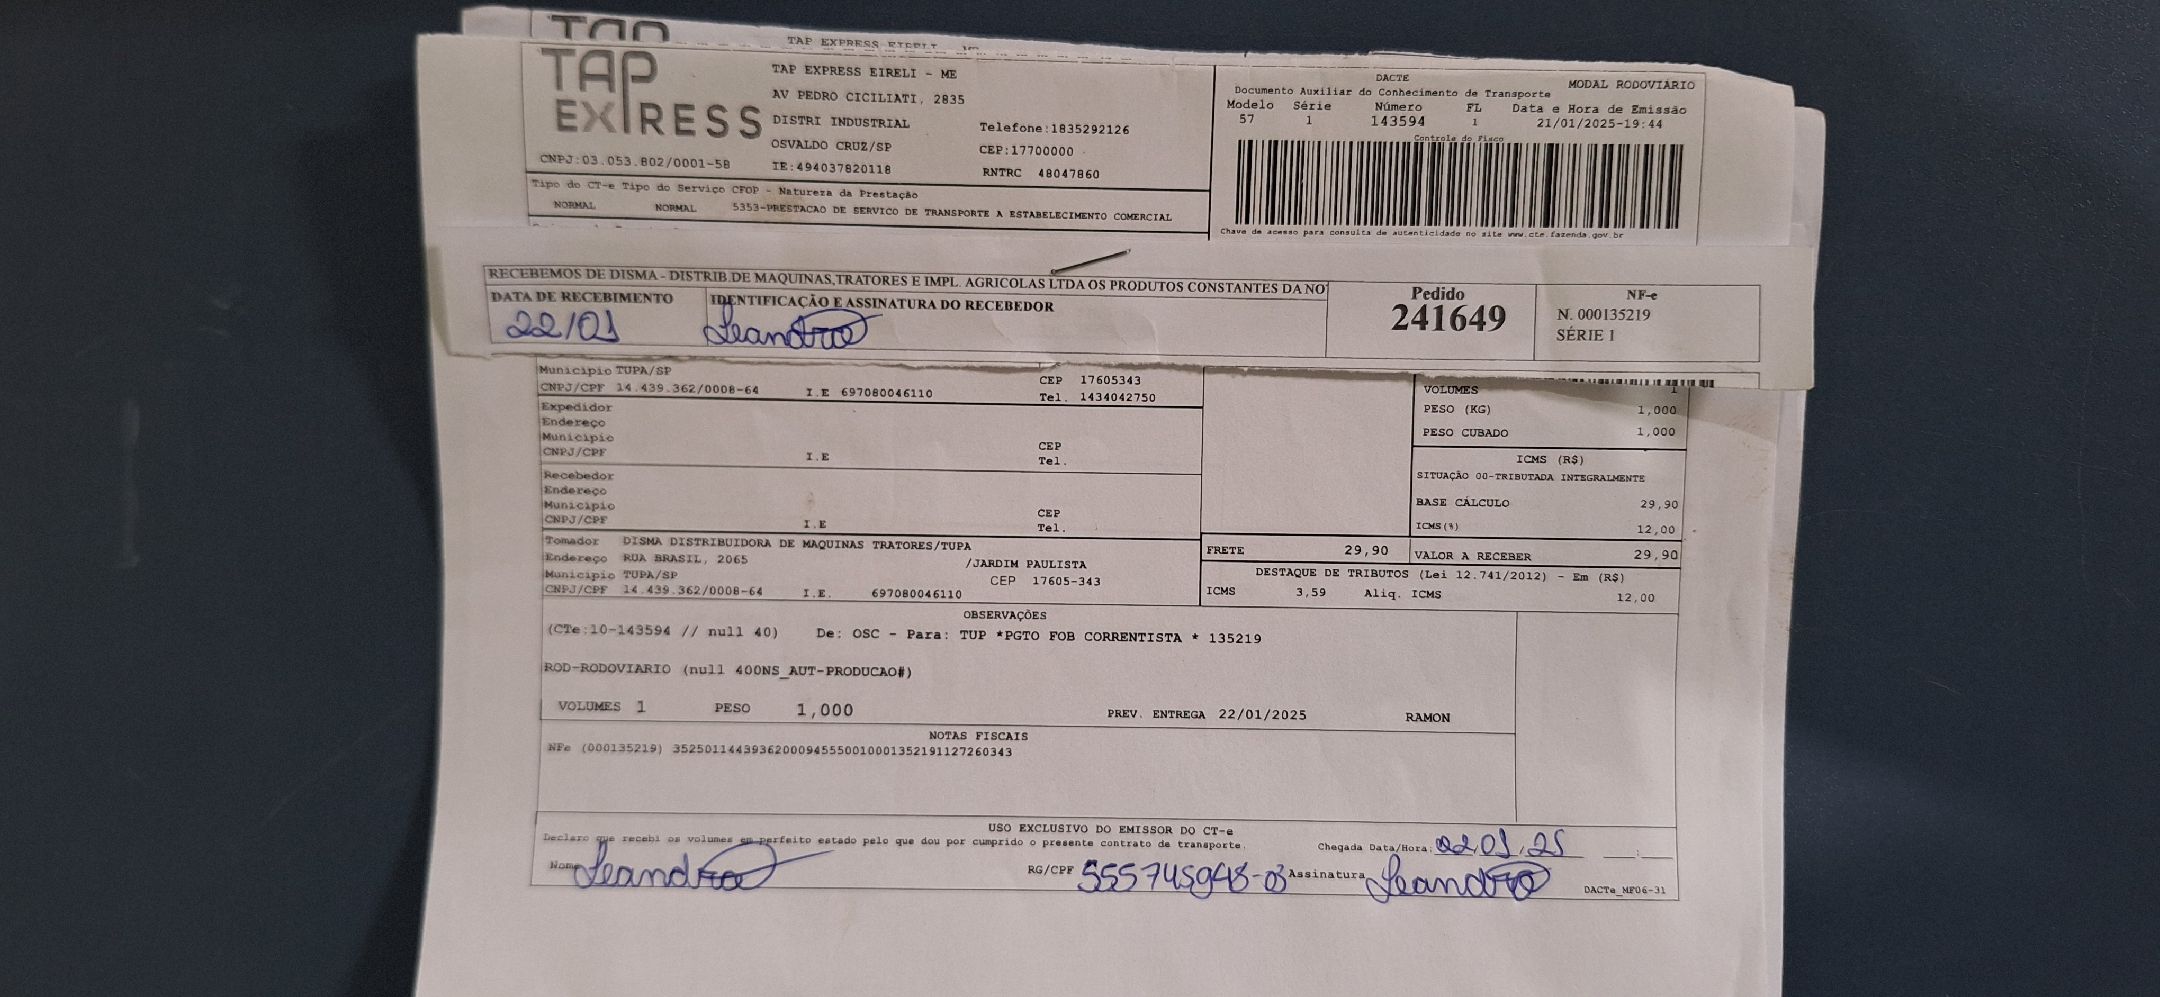 TAP EXPRESS EIRELI
TAP EXPRESS
TAP EXPRESS EIRELI - ME
AV PEDRO CICILIATI, 2835
DISTRI INDUSTRIAL Telefone:1835292126
OSVALDO CRUZ/SP CEP:17700000
CNPJ:03.053.802/0001-58 IE:494037820118 RNTRC 48047860
DACTE MODAL RODOVIÁRIO
Documento Auxiliar do Conhecimento de Transporte
Modelo Série Número FL Data e Hora de Emissão
57 1 143594 1 21/01/2025-19:44
Controle do Fisco
Chave de acesso para consulta de autenticidade no site www.cte.fazenda.gov.br
Tipo do CT-e Tipo do Serviço CFOP - Natureza da Prestação
NORMAL NORMAL 5353-PRESTACAO DE SERVICO DE TRANSPORTE A ESTABELECIMENTO COMERCIAL
RECEBEMOS DE DISMA - DISTRIB.DE MAQUINAS,TRATORES E IMPL. AGRICOLAS LTDA OS PRODUTOS CONSTANTES DA NO
DATA DE RECEBIMENTO IDENTIFICAÇÃO E ASSINATURA DO RECEBEDOR
22/01 Leandro
Pedido
241649
NF-e
N. 000135219
SÉRIE 1
Município TUPA/SP CEP 17605343
CNPJ/CPF 14.439.362/0008-64 I.E 697080046110 Tel. 1434042750
Expedidor
Endereço
Município CEP
CNPJ/CPF I.E Tel.
Recebedor
Endereço
Município CEP
CNPJ/CPF I.E Tel.
VOLUMES 1
PESO (KG) 1,000
PESO CUBADO 1,000
ICMS (R$)
SITUAÇÃO 00-TRIBUTADA INTEGRALMENTE
BASE CÁLCULO 29,90
ICMS(%) 12,00
Tomador DISMA DISTRIBUIDORA DE MAQUINAS TRATORES/TUPA
Endereço RUA BRASIL, 2065 /JARDIM PAULISTA
Município TUPA/SP CEP 17605-343
CNPJ/CPF 14.439.362/0008-64 I.E. 697080046110
FRETE 29,90 VALOR A RECEBER 29,90
DESTAQUE DE TRIBUTOS (Lei 12.741/2012) - Em (R$)
ICMS 3,59 Aliq. ICMS 12,00
OBSERVAÇÕES
(CTe:10-143594 // null 40) De: OSC - Para: TUP *PGTO FOB CORRENTISTA * 135219
ROD-RODOVIARIO (null 400NS_AUT-PRODUCAO#)
VOLUMES 1 PESO 1,000 PREV. ENTREGA 22/01/2025 RAMON
NOTAS FISCAIS
NFe (000135219) 35250114439362000945550010001352191127260343
USO EXCLUSIVO DO EMISSOR DO CT-e
Declaro que recebi os volumes em perfeito estado pelo que dou por cumprido o presente contrato de transporte. Chegada Data/Hora: 22,01,25 __:__
Nome Leandro RG/CPF 555745948-03 Assinatura Leandro DACTe_MF06-31